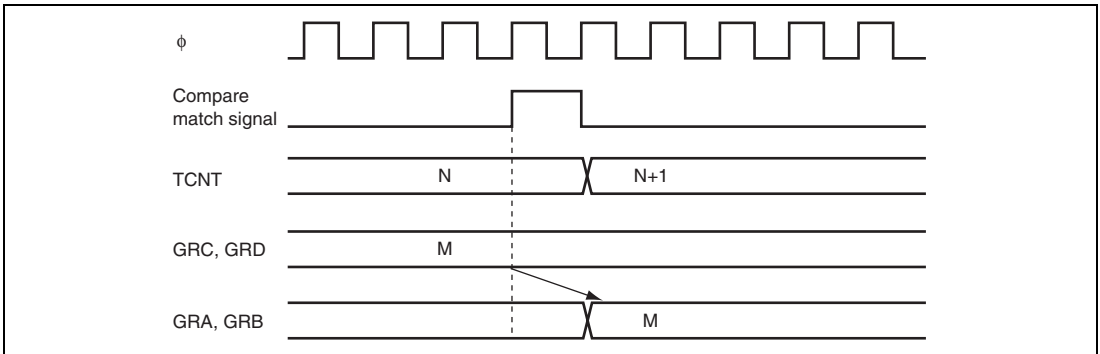 ϕ
Compare
match signal
TCNT
N
N+1
GRC, GRD
M
GRA, GRB
M